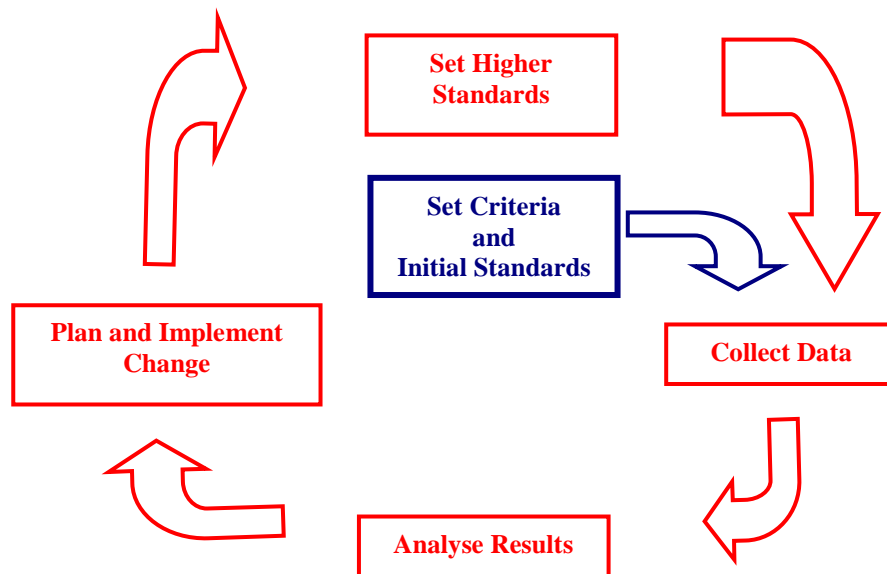 Set Higher
Standards
Set Criteria
and
Initial Standards
Plan and Implement
Change
Collect Data
Analyse Results